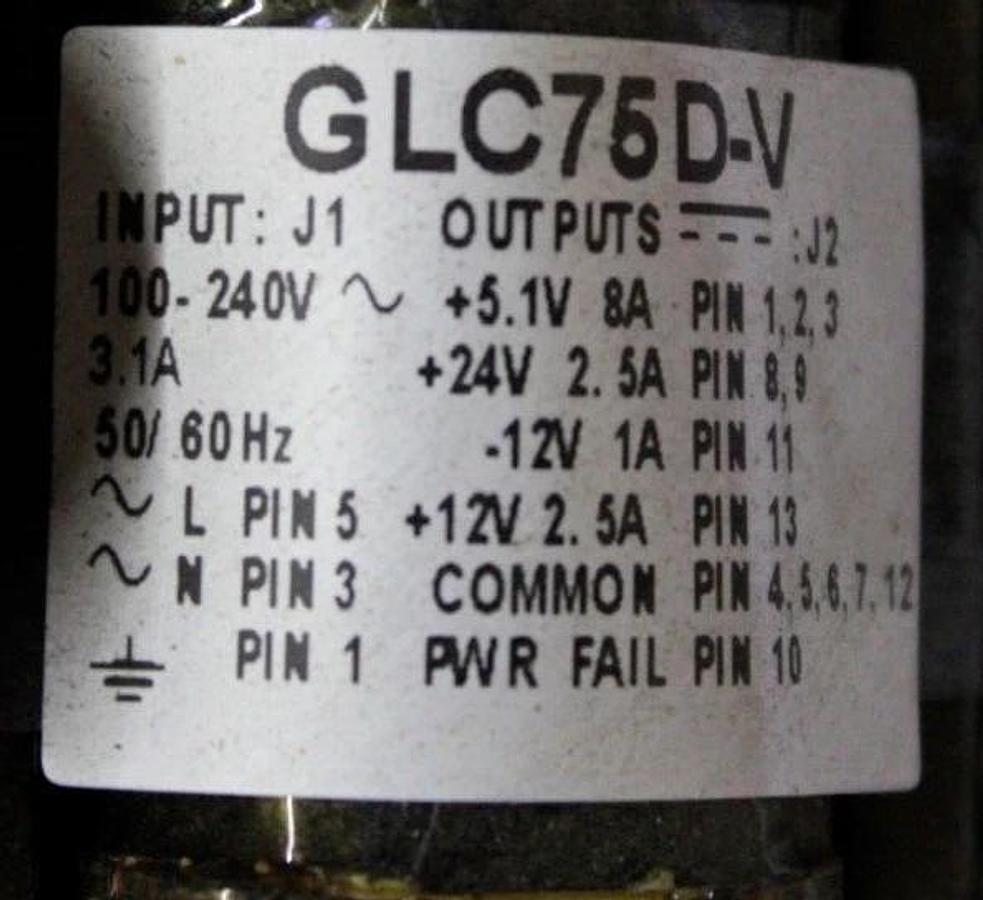 GLC75D-V
INPUT: J1 OUTPUTS ⎓ :J2
100-240V ~ +5.1V 8A PIN 1,2,3
3.1A +24V 2.5A PIN 8,9
50/60Hz -12V 1A PIN 11
~ L PIN 5 +12V 2.5A PIN 13
~ N PIN 3 COMMON PIN 4,5,6,7,12
⏚ PIN 1 PWR FAIL PIN 10